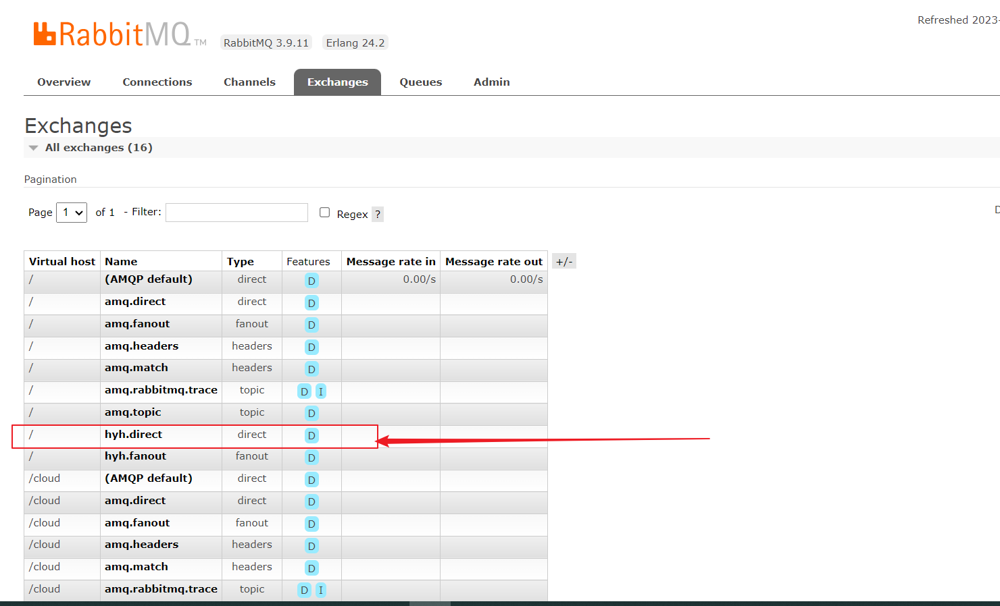 Refreshed 2023-
RabbitMQ TM RabbitMQ 3.9.11 Erlang 24.2
Overview Connections Channels Exchanges Queues Admin
Exchanges
All exchanges (16)
Pagination
Page 1 of 1 - Filter: Regex ?
D
Virtual host Name Type Features Message rate in Message rate out +/-
/ (AMQP default) direct D 0.00/s 0.00/s
/ amq.direct direct D
/ amq.fanout fanout D
/ amq.headers headers D
/ amq.match headers D
/ amq.rabbitmq.trace topic D I
/ amq.topic topic D
/ hyh.direct direct D
/ hyh.fanout fanout D
/cloud (AMQP default) direct D
/cloud amq.direct direct D
/cloud amq.fanout fanout D
/cloud amq.headers headers D
/cloud amq.match headers D
/cloud amq.rabbitmq.trace topic D I